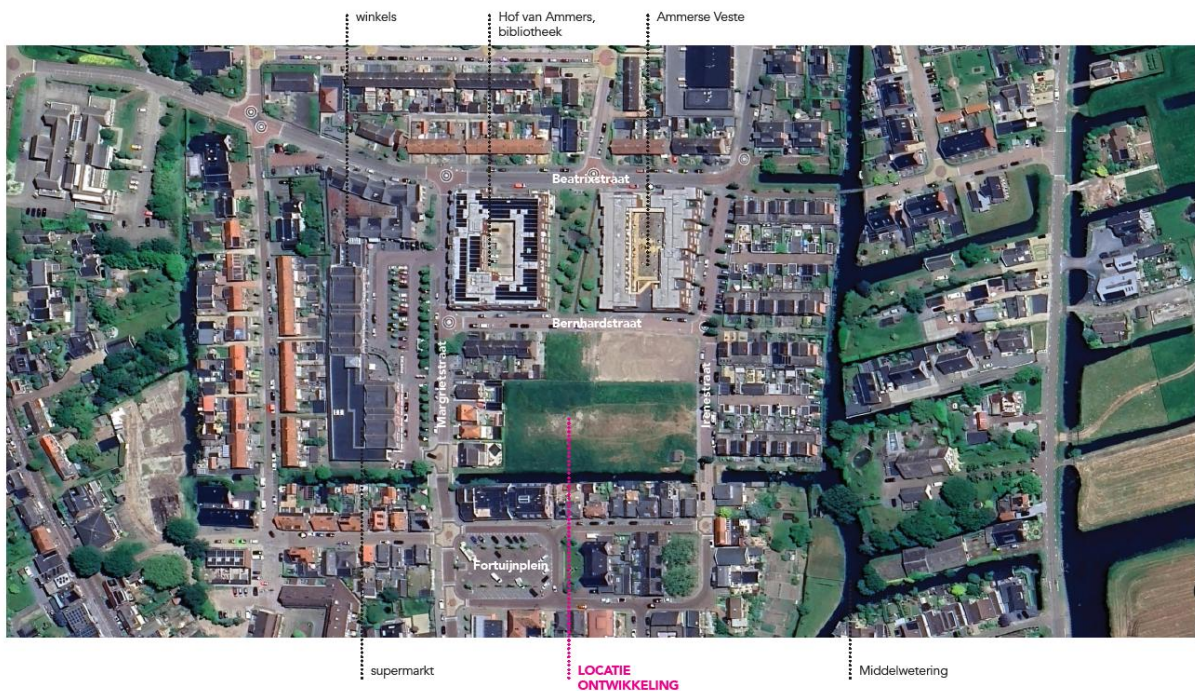 winkels
Hof van Ammers,
bibliotheek
Ammerse Veste
Beatrixstraat
Bernhardstraat
Margrietstraat
Irenestraat
Fortuijnplein
supermarkt
LOCATIE
ONTWIKKELING
Middelwetering